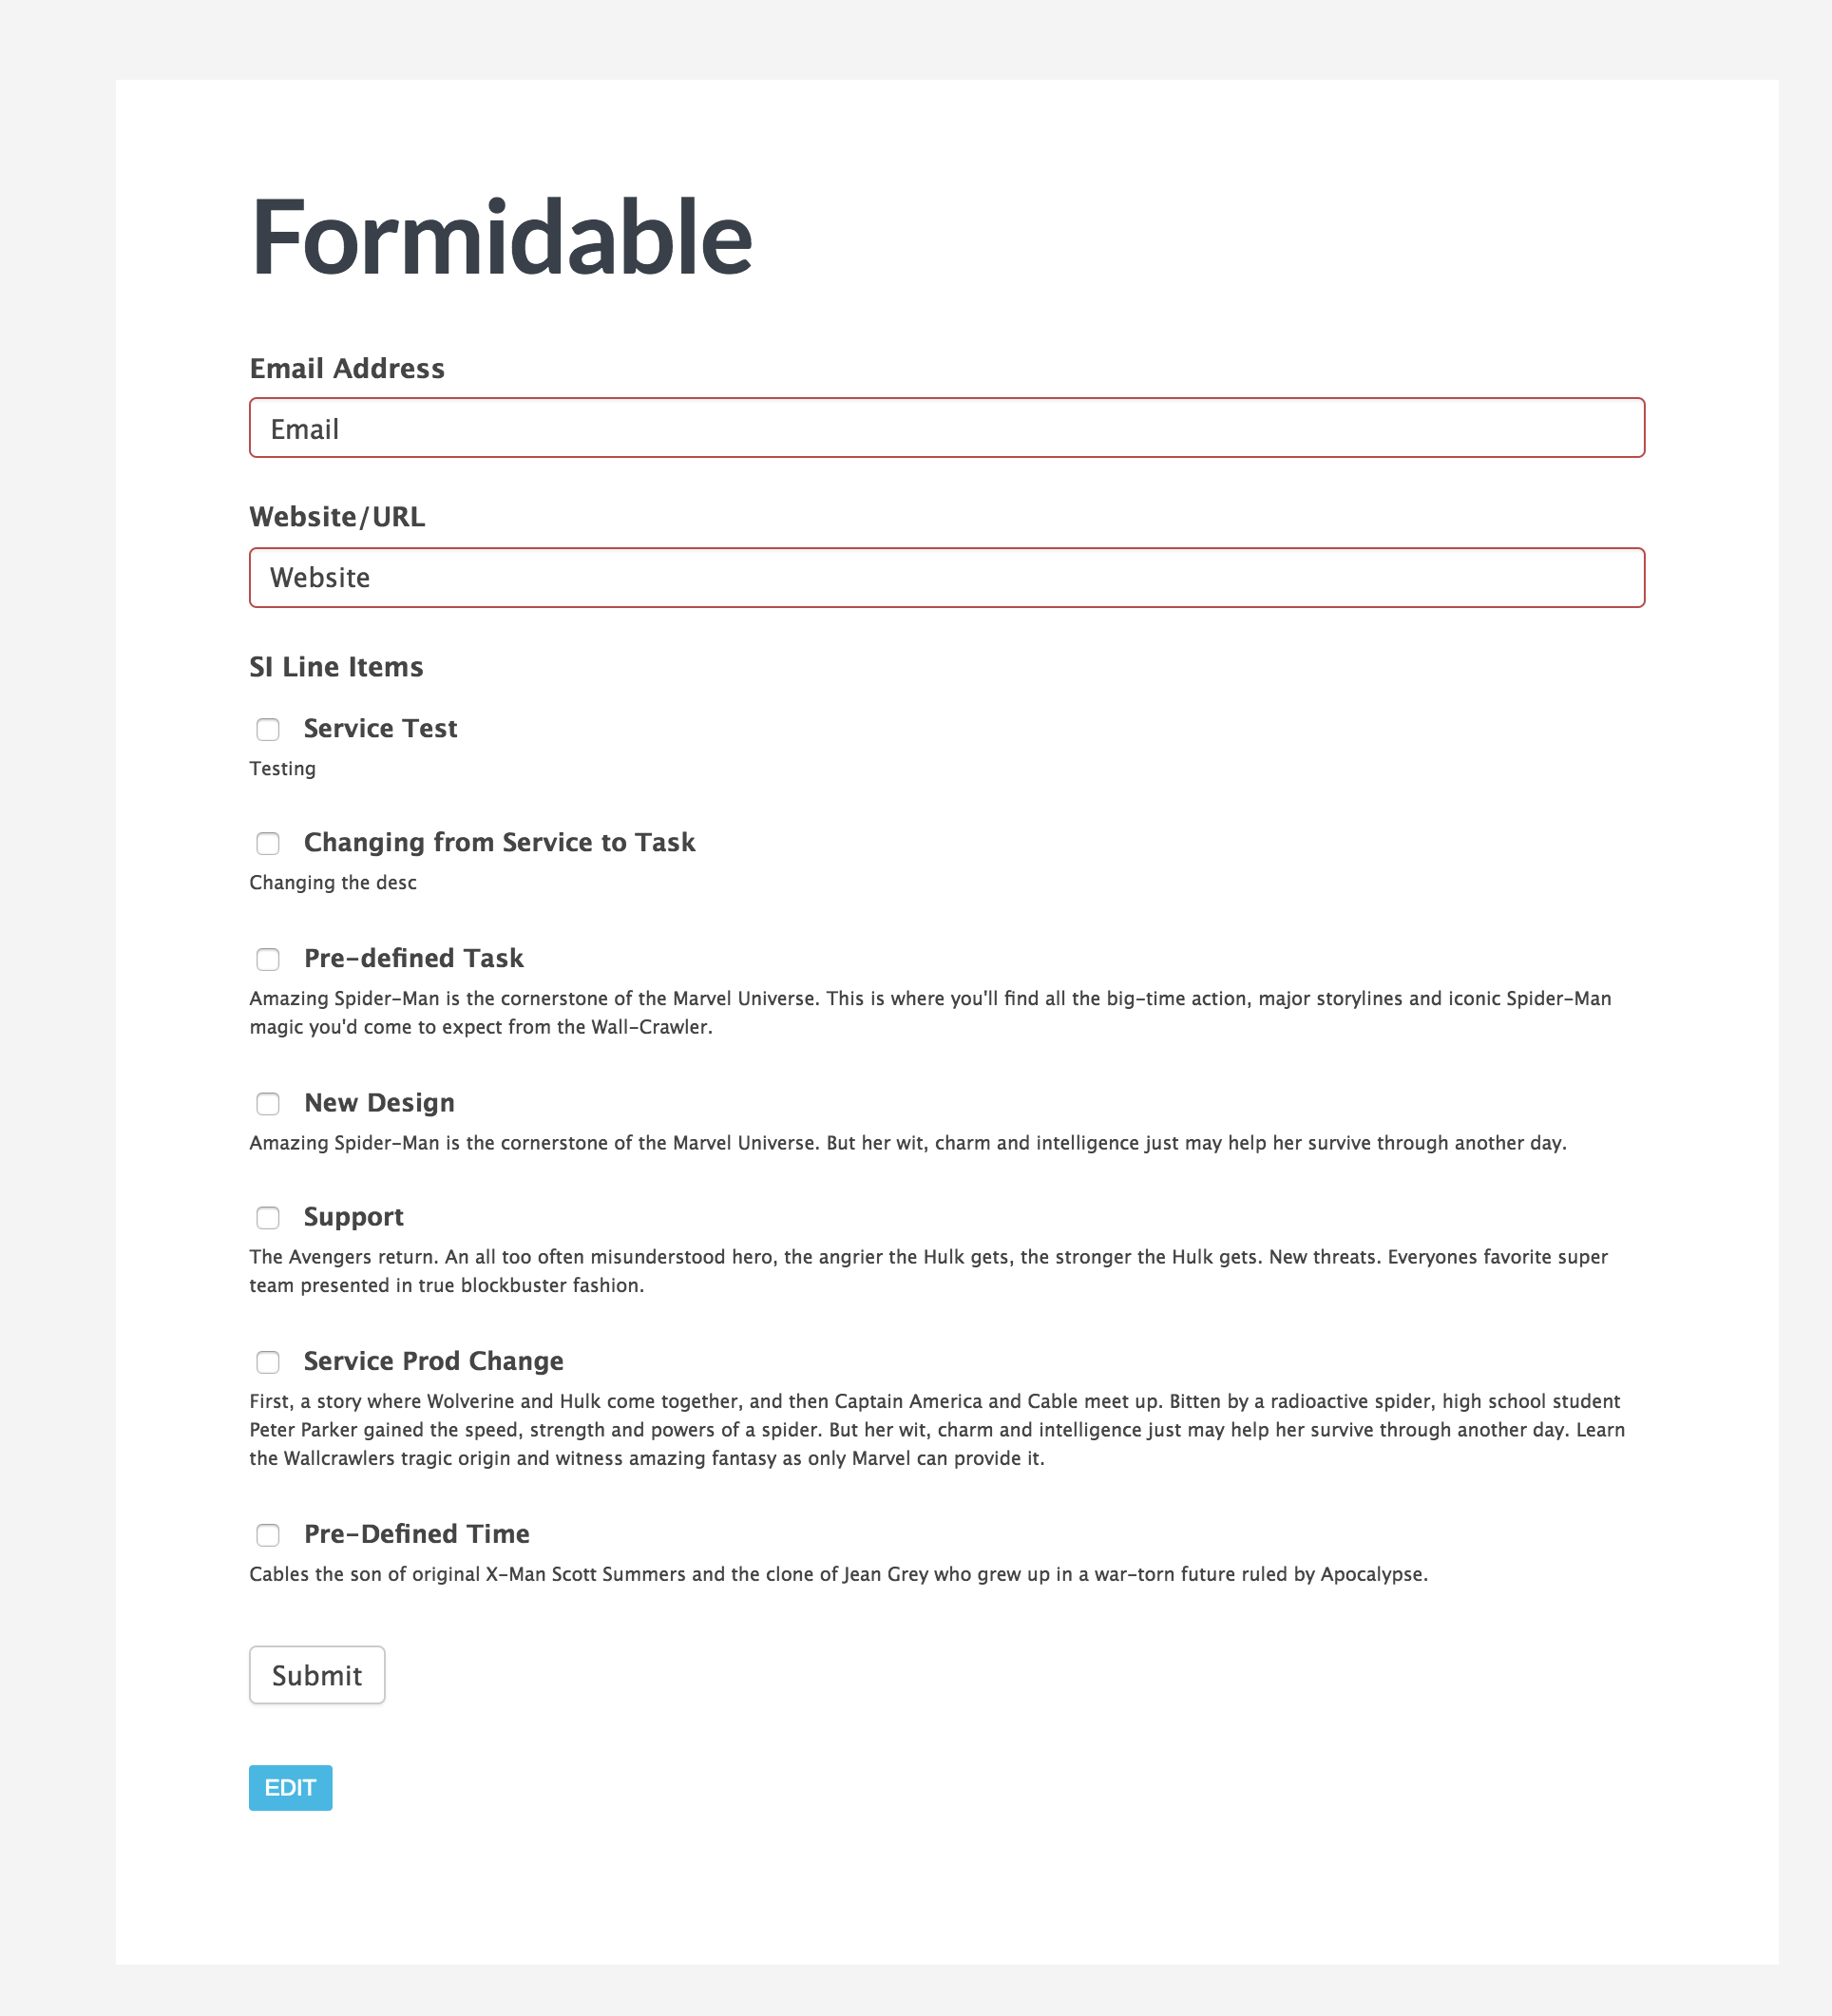 Formidable
Email Address
Email
Website/URL
Website
SI Line Items
Service Test
Testing
Changing from Service to Task
Changing the desc
Pre-defined Task
Amazing Spider-Man is the cornerstone of the Marvel Universe. This is where you'll find all the big-time action, major storylines and iconic Spider-Man
magic you'd come to expect from the Wall-Crawler.
New Design
Amazing Spider-Man is the cornerstone of the Marvel Universe. But her wit, charm and intelligence just may help her survive through another day.
Support
The Avengers return. An all too often misunderstood hero, the angrier the Hulk gets, the stronger the Hulk gets. New threats. Everyones favorite super
team presented in true blockbuster fashion.
Service Prod Change
First, a story where Wolverine and Hulk come together, and then Captain America and Cable meet up. Bitten by a radioactive spider, high school student
Peter Parker gained the speed, strength and powers of a spider. But her wit, charm and intelligence just may help her survive through another day. Learn
the Wallcrawlers tragic origin and witness amazing fantasy as only Marvel can provide it.
Pre-Defined Time
Cables the son of original X-Man Scott Summers and the clone of Jean Grey who grew up in a war-torn future ruled by Apocalypse.
Submit
EDIT